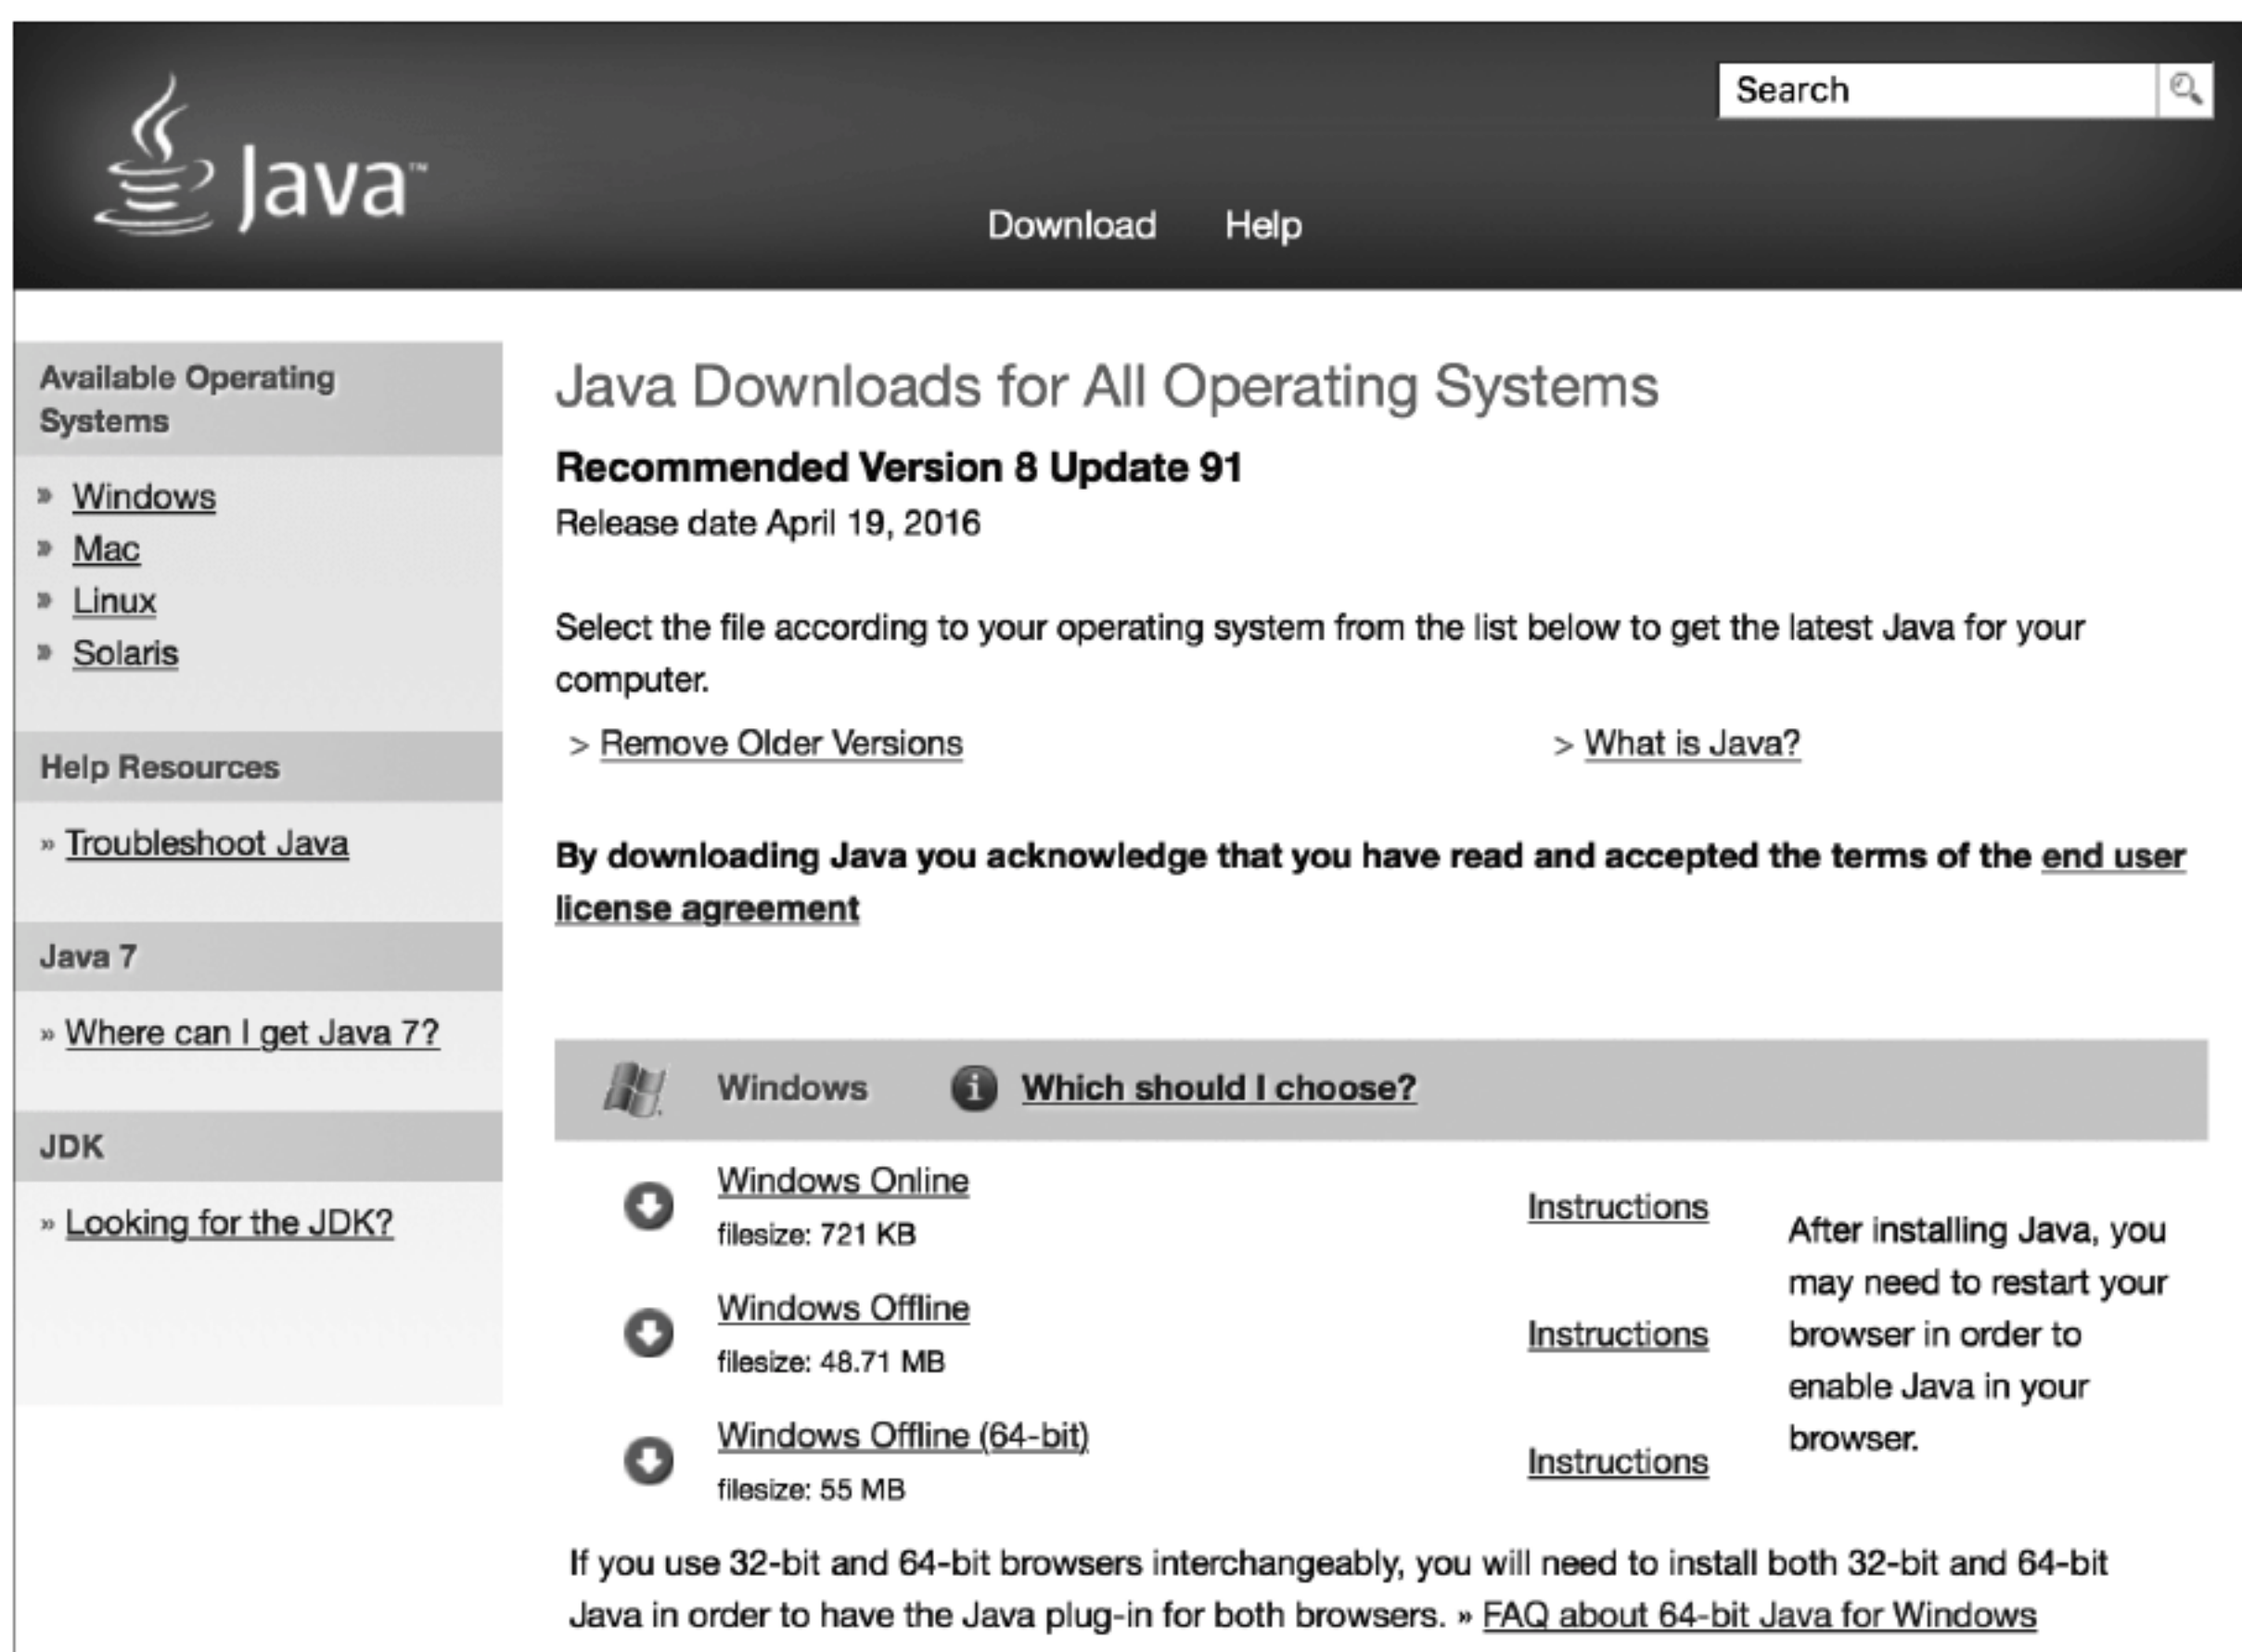 Search
Java™
Download Help
Available Operating
Systems
» Windows
» Mac
» Linux
» Solaris
Help Resources
» Troubleshoot Java
Java 7
» Where can I get Java 7?
JDK
» Looking for the JDK?
Java Downloads for All Operating Systems
Recommended Version 8 Update 91
Release date April 19, 2016
Select the file according to your operating system from the list below to get the latest Java for your
computer.
> Remove Older Versions > What is Java?
By downloading Java you acknowledge that you have read and accepted the terms of the end user
license agreement
Windows i Which should I choose?
Windows Online
filesize: 721 KB
Instructions
Windows Offline
filesize: 48.71 MB
Instructions
Windows Offline (64-bit)
filesize: 55 MB
Instructions
After installing Java, you
may need to restart your
browser in order to
enable Java in your
browser.
If you use 32-bit and 64-bit browsers interchangeably, you will need to install both 32-bit and 64-bit
Java in order to have the Java plug-in for both browsers. » FAQ about 64-bit Java for Windows